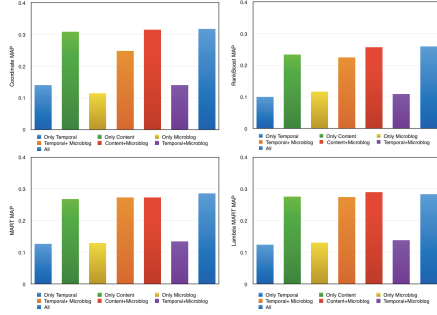 0.4
0.3
0.2
0.1
0
Coordinate MAP
Only Temporal Only Content Only Microblog
Temporal+ Microblog Content+Microblog Temporal+Microblog
All
0.4
0.3
0.2
0.1
0
RankBoost MAP
Only Temporal Only Content Only Microblog
Temporal+ Microblog Content+Microblog Temporal+Microblog
All
0.4
0.3
0.2
0.1
0
MART MAP
Only Temporal Only Content Only Microblog
Temporal+ Microblog Content+Microblog Temporal+Microblog
All
0.4
0.3
0.2
0.1
0
Lambda MART MAP
Only Temporal Only Content Only Microblog
Temporal+ Microblog Content+Microblog Temporal+Microblog
All